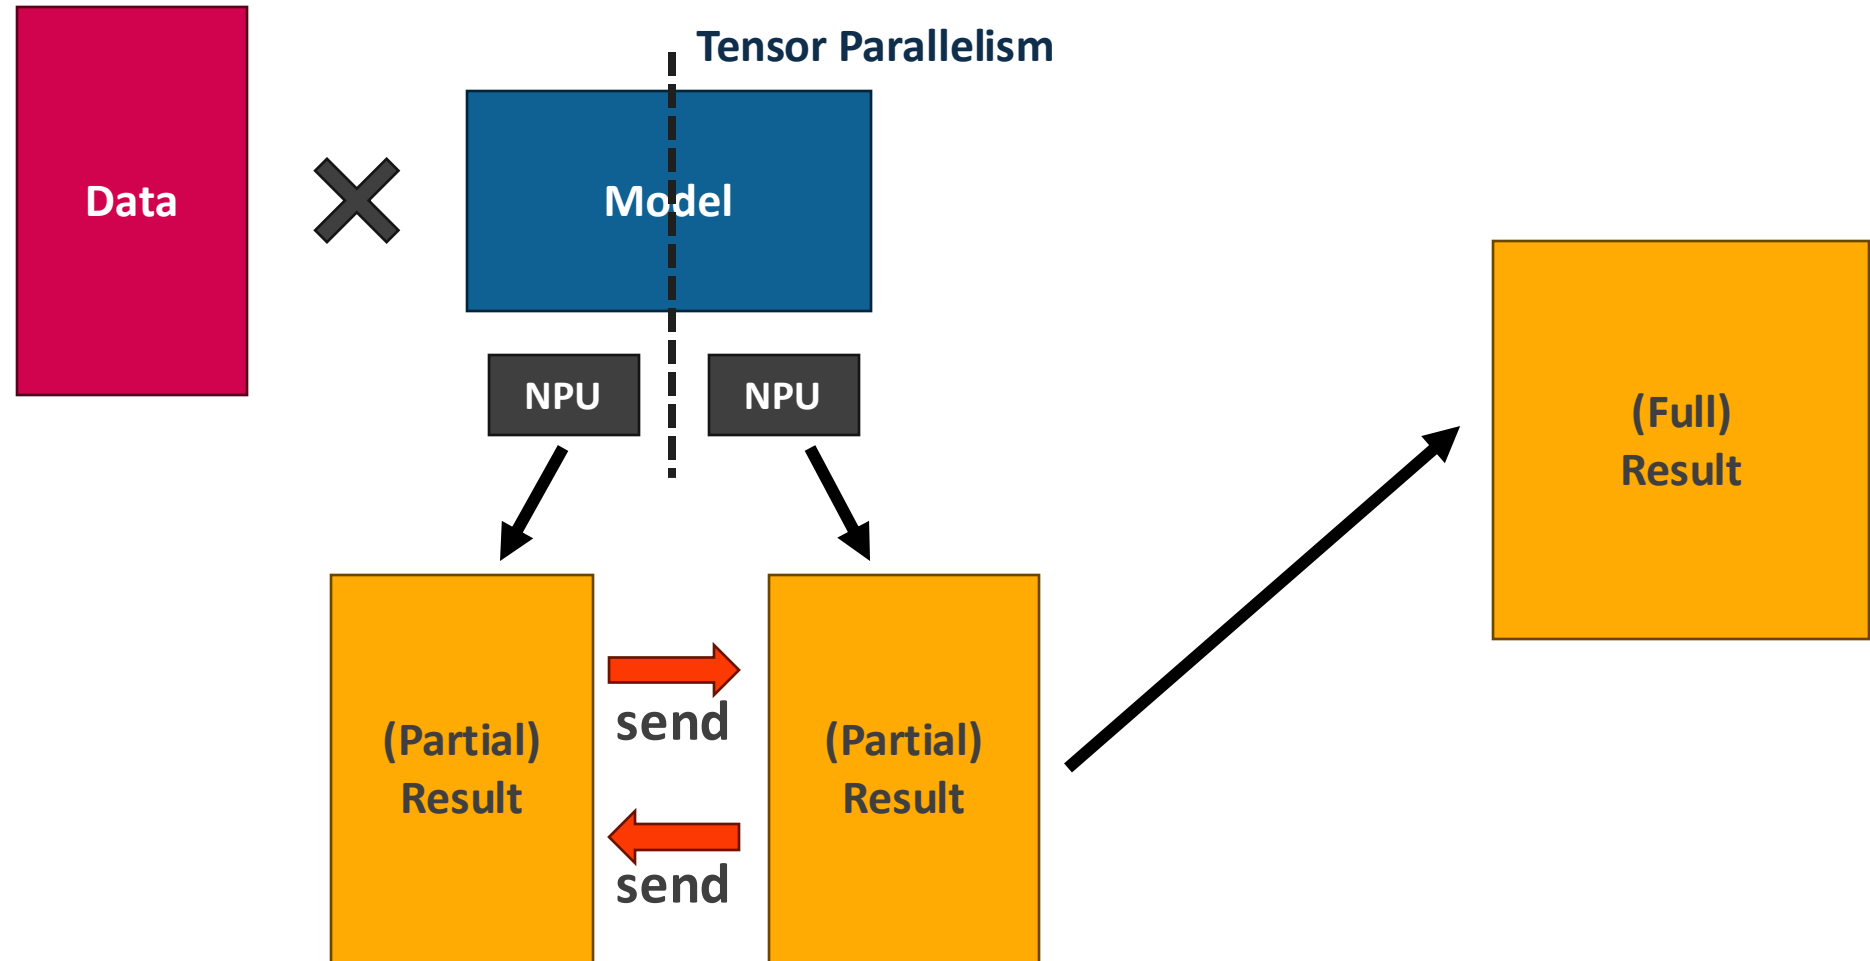 Tensor Parallelism
Data
Model
NPU
NPU
(Full)
Result
send
(Partial)
Result
(Partial)
Result
send